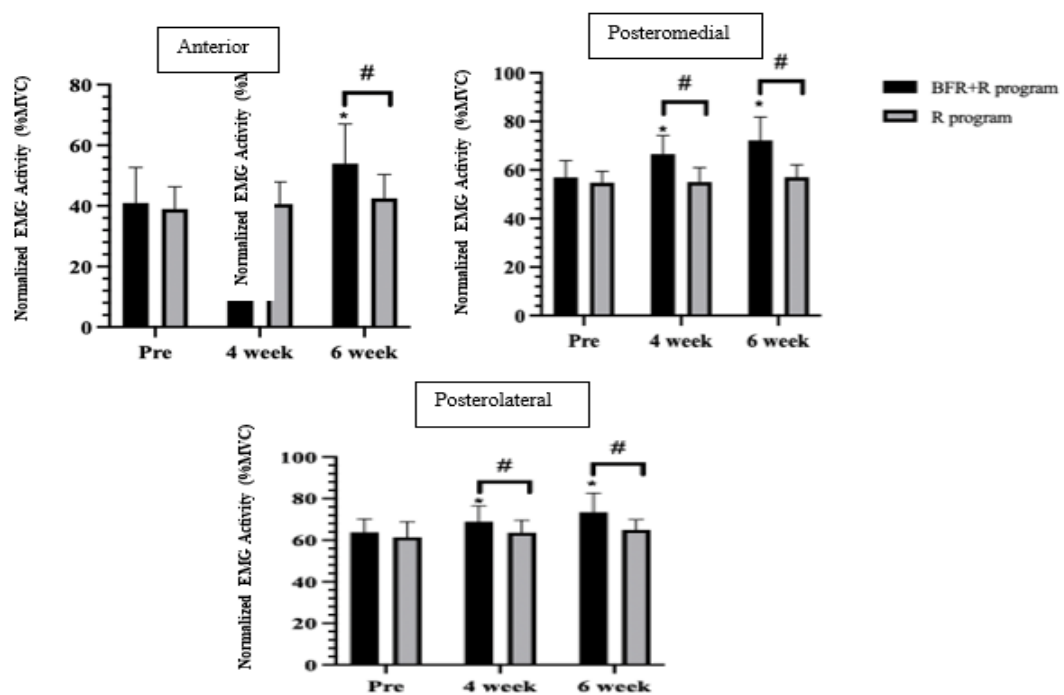 Anterior
Normalized EMG Activity (%MVC)
80
60
40
20
0
Normalized EMG Activity (%M
#
*
Pre
4 week
6 week
Posteromedial
Normalized EMG Activity (%MVC)
100
80
60
40
20
0
#
*
#
*
Pre
4 week
6 week
BFR+R program
R program
Posterolateral
Normalized EMG Activity (%MVC)
100
80
60
40
20
0
#
*
#
*
Pre
4 week
6 week